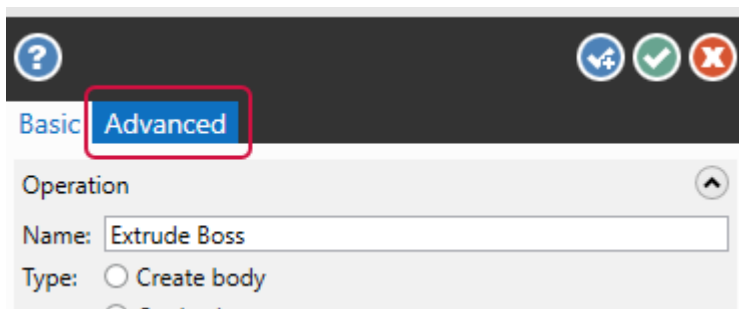 ?
Basic Advanced
Operation
Name: Extrude Boss
Type: Create body